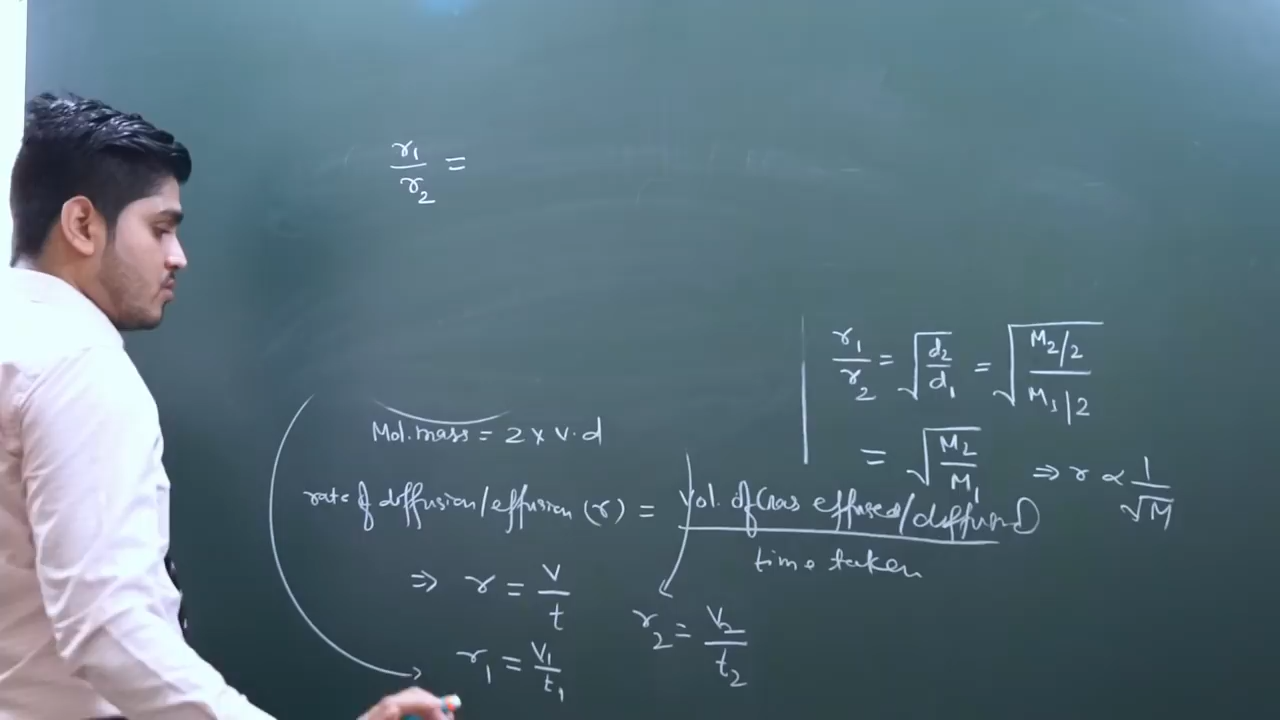 r₁/r₂ =
r₁/r₂ = √(d₂/d₁) = √((M₂/2)/(M₁/2))
= √(M₂/M₁) ⇒ r ∝ 1/√M
Mol. mass = 2 × v.d
rate of diffusion/effusion (r) = Vol. of Gas effused/diffused / time taken
⇒ r = V/t
r₁ = V₁/t₁ r₂ = V₂/t₂